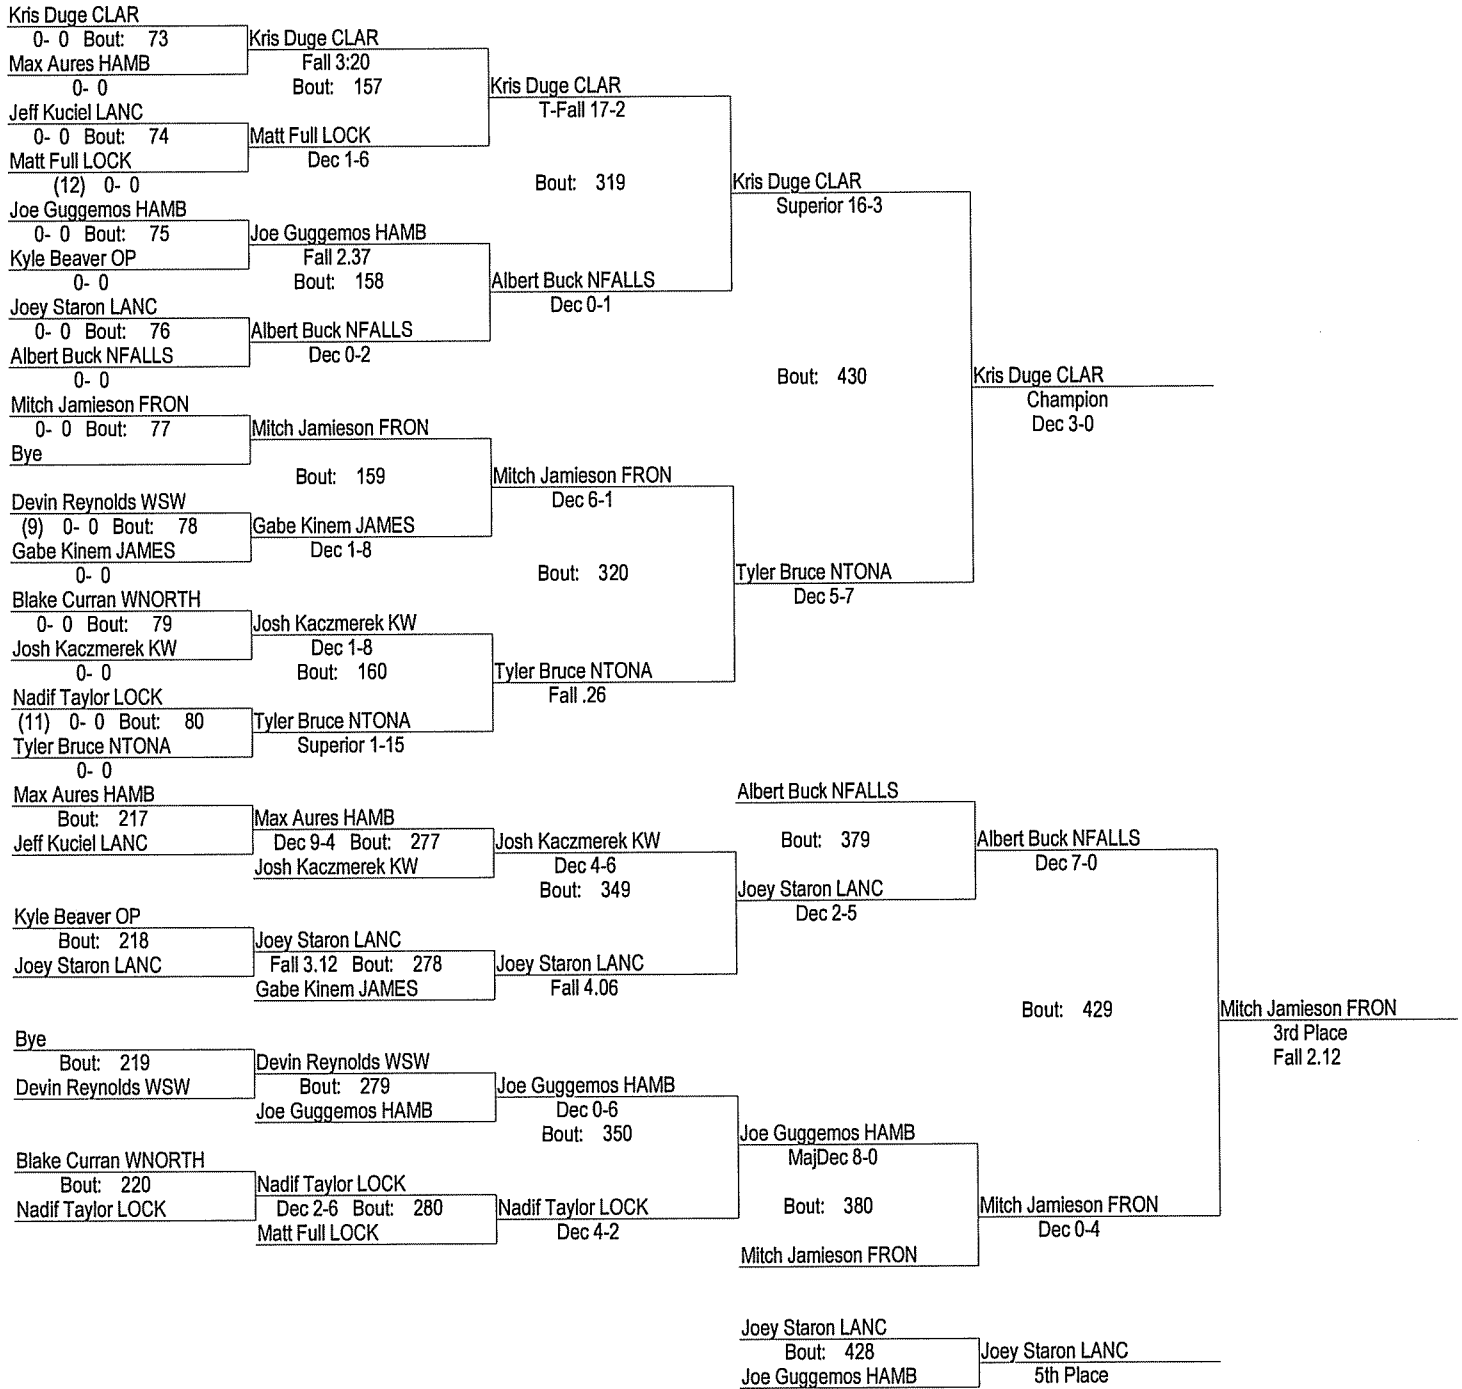 Kris Duge CLAR
0- 0 Bout: 73
Max Aures HAMB
0- 0
Jeff Kuciel LANC
0- 0 Bout: 74
Matt Full LOCK
(12) 0- 0
Joe Guggemos HAMB
0- 0 Bout: 75
Kyle Beaver OP
0- 0
Joey Staron LANC
0- 0 Bout: 76
Albert Buck NFALLS
0- 0
Mitch Jamieson FRON
0- 0 Bout: 77
Bye
Devin Reynolds WSW
(9) 0- 0 Bout: 78
Gabe Kinem JAMES
0- 0
Blake Curran WNORTH
0- 0 Bout: 79
Josh Kaczmerek KW
0- 0
Nadif Taylor LOCK
(11) 0- 0 Bout: 80
Tyler Bruce NTONA
0- 0
Kris Duge CLAR
Fall 3:20
Bout: 157
Matt Full LOCK
Dec 1-6
Joe Guggemos HAMB
Fall 2.37
Bout: 158
Albert Buck NFALLS
Dec 0-2
Mitch Jamieson FRON
Bout: 159
Gabe Kinem JAMES
Dec 1-8
Josh Kaczmerek KW
Dec 1-8
Bout: 160
Tyler Bruce NTONA
Superior 1-15
Kris Duge CLAR
T-Fall 17-2
Bout: 319
Albert Buck NFALLS
Dec 0-1
Mitch Jamieson FRON
Dec 6-1
Bout: 320
Tyler Bruce NTONA
Fall .26
Kris Duge CLAR
Superior 16-3
Bout: 430
Tyler Bruce NTONA
Dec 5-7
Kris Duge CLAR
Champion
Dec 3-0
Max Aures HAMB
Bout: 217
Jeff Kuciel LANC
Kyle Beaver OP
Bout: 218
Joey Staron LANC
Bye
Bout: 219
Devin Reynolds WSW
Blake Curran WNORTH
Bout: 220
Nadif Taylor LOCK
Max Aures HAMB
Dec 9-4 Bout: 277
Josh Kaczmerek KW
Joey Staron LANC
Fall 3.12 Bout: 278
Gabe Kinem JAMES
Devin Reynolds WSW
Bout: 279
Joe Guggemos HAMB
Nadif Taylor LOCK
Dec 2-6 Bout: 280
Matt Full LOCK
Josh Kaczmerek KW
Dec 4-6
Bout: 349
Joey Staron LANC
Fall 4.06
Joe Guggemos HAMB
Dec 0-6
Bout: 350
Nadif Taylor LOCK
Dec 4-2
Albert Buck NFALLS
Bout: 379
Joey Staron LANC
Dec 2-5
Joe Guggemos HAMB
MajDec 8-0
Bout: 380
Mitch Jamieson FRON
Albert Buck NFALLS
Dec 7-0
Bout: 429
Mitch Jamieson FRON
Dec 0-4
Mitch Jamieson FRON
3rd Place
Fall 2.12
Joey Staron LANC
Bout: 428
Joe Guggemos HAMB
Joey Staron LANC
5th Place